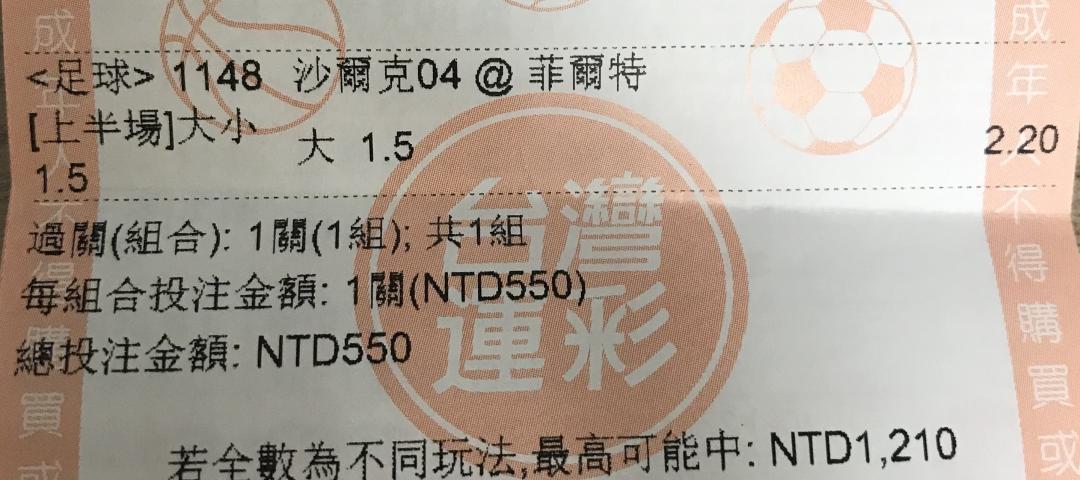 <足球> 1148 沙爾克04 @ 菲爾特
[上半場]大小 大 1.5 2.20
1.5
過關(組合): 1關(1組); 共1組
每組合投注金額: 1關(NTD550)
總投注金額: NTD550
若全數為不同玩法,最高可能中: NTD1,210
台灣
運彩
成年人不得購買或
成年人不得購買或